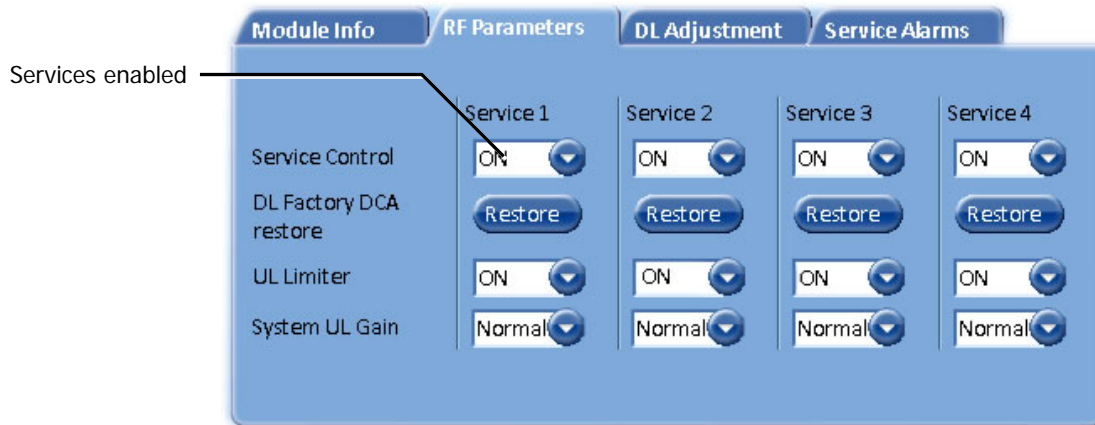 Module Info RF Parameters DL Adjustment Service Alarms
Services enabled
Service 1 Service 2 Service 3 Service 4
Service Control ON ON ON ON
DL Factory DCA
restore Restore Restore Restore Restore
UL Limiter ON ON ON ON
System UL Gain Normal Normal Normal Normal